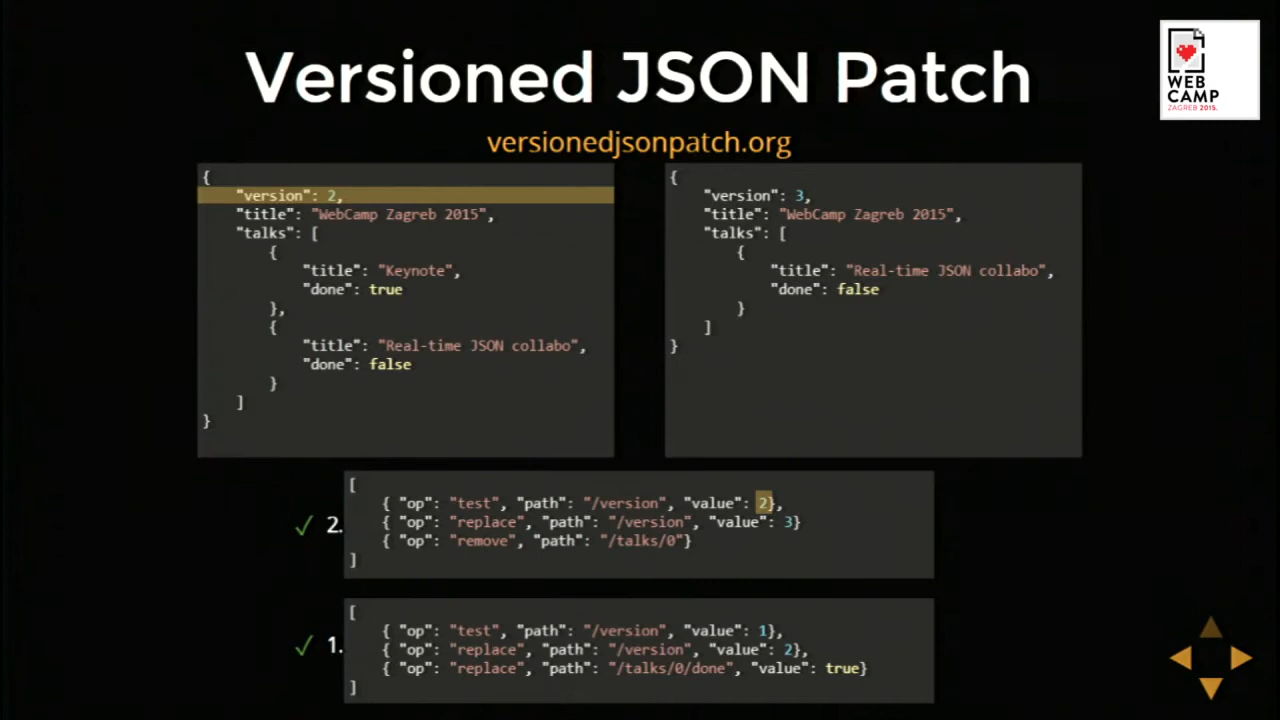 Versioned JSON Patch
WEB
CAMP
ZAGREB 2015.
versionedjsonpatch.org
{
    "version": 2,
    "title": "WebCamp Zagreb 2015",
    "talks": [
        {
            "title": "Keynote",
            "done": true
        },
        {
            "title": "Real-time JSON collabo",
            "done": false
        }
    ]
}
{
    "version": 3,
    "title": "WebCamp Zagreb 2015",
    "talks": [
        {
            "title": "Real-time JSON collabo",
            "done": false
        }
    ]
}
✓ 2.
[
    { "op": "test", "path": "/version", "value": 2},
    { "op": "replace", "path": "/version", "value": 3}
    { "op": "remove", "path": "/talks/0"}
]
✓ 1.
[
    { "op": "test", "path": "/version", "value": 1},
    { "op": "replace", "path": "/version", "value": 2},
    { "op": "replace", "path": "/talks/0/done", "value": true}
]